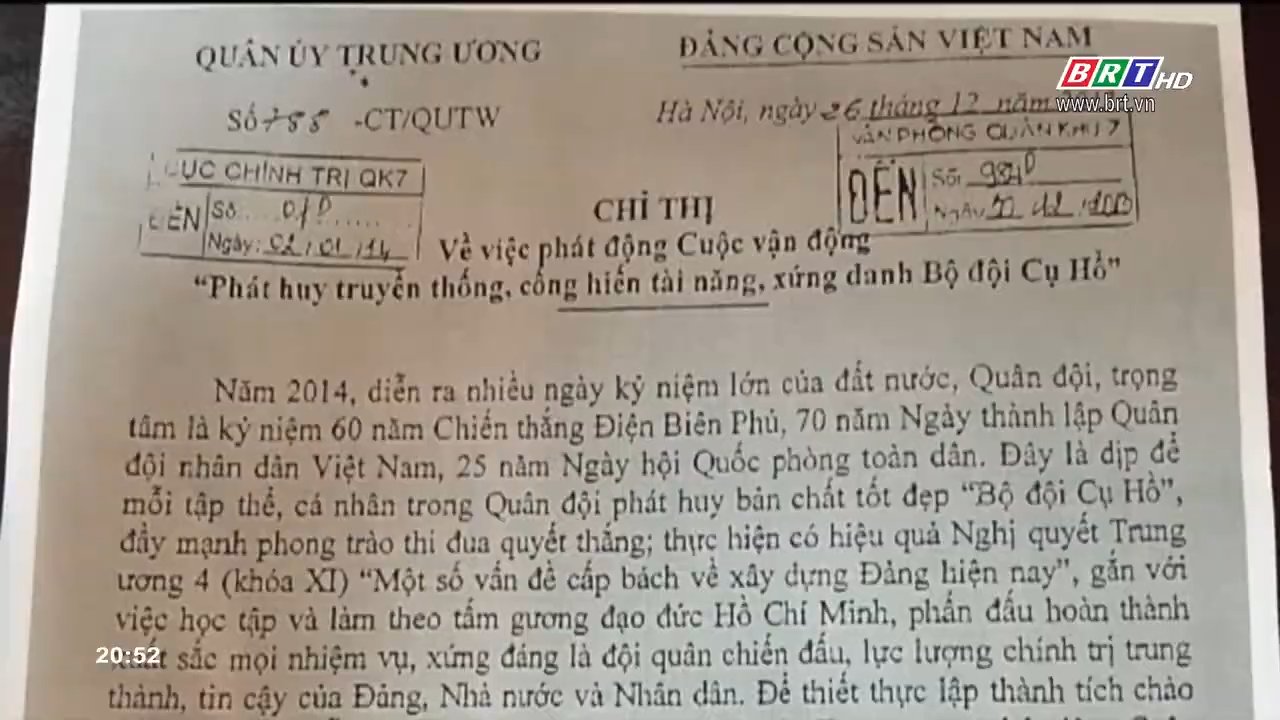 QUÂN ỦY TRUNG ƯƠNG
ĐẢNG CỘNG SẢN VIỆT NAM
BRT HD
www.brt.vn
Số 788 -CT/QUTW
Hà Nội, ngày 26 tháng 12 năm
CỤC CHÍNH TRỊ QK7
ĐẾN
Số
Ngày: 02/01/14
VĂN PHÒNG QUÂN KHU 7
ĐẾN
Số:
Ngày
CHỈ THỊ
Về việc phát động Cuộc vận động
“Phát huy truyền thống, cống hiến tài năng, xứng danh Bộ đội Cụ Hồ”
Năm 2014, diễn ra nhiều ngày kỷ niệm lớn của đất nước, Quân đội, trọng
tâm là kỷ niệm 60 năm Chiến thắng Điện Biên Phủ, 70 năm Ngày thành lập Quân
đội nhân dân Việt Nam, 25 năm Ngày hội Quốc phòng toàn dân. Đây là dịp để
mỗi tập thể, cá nhân trong Quân đội phát huy bản chất tốt đẹp “Bộ đội Cụ Hồ”,
đẩy mạnh phong trào thi đua quyết thắng; thực hiện có hiệu quả Nghị quyết Trung
ương 4 (khóa XI) “Một số vấn đề cấp bách về xây dựng Đảng hiện nay”, gắn với
việc học tập và làm theo tấm gương đạo đức Hồ Chí Minh, phấn đấu hoàn thành
20:52
sắc mọi nhiệm vụ, xứng đáng là đội quân chiến đấu, lực lượng chính trị trung
thành, tin cậy của Đảng, Nhà nước và Nhân dân. Để thiết thực lập thành tích chào